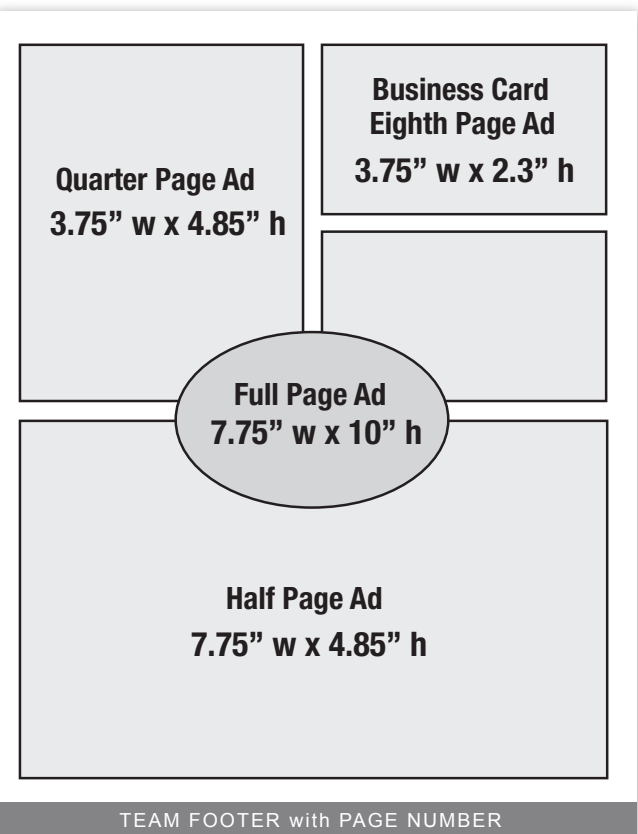 Quarter Page Ad
3.75” w x 4.85” h
Business Card
Eighth Page Ad
3.75” w x 2.3” h
Full Page Ad
7.75” w x 10” h
Half Page Ad
7.75” w x 4.85” h
TEAM FOOTER with PAGE NUMBER